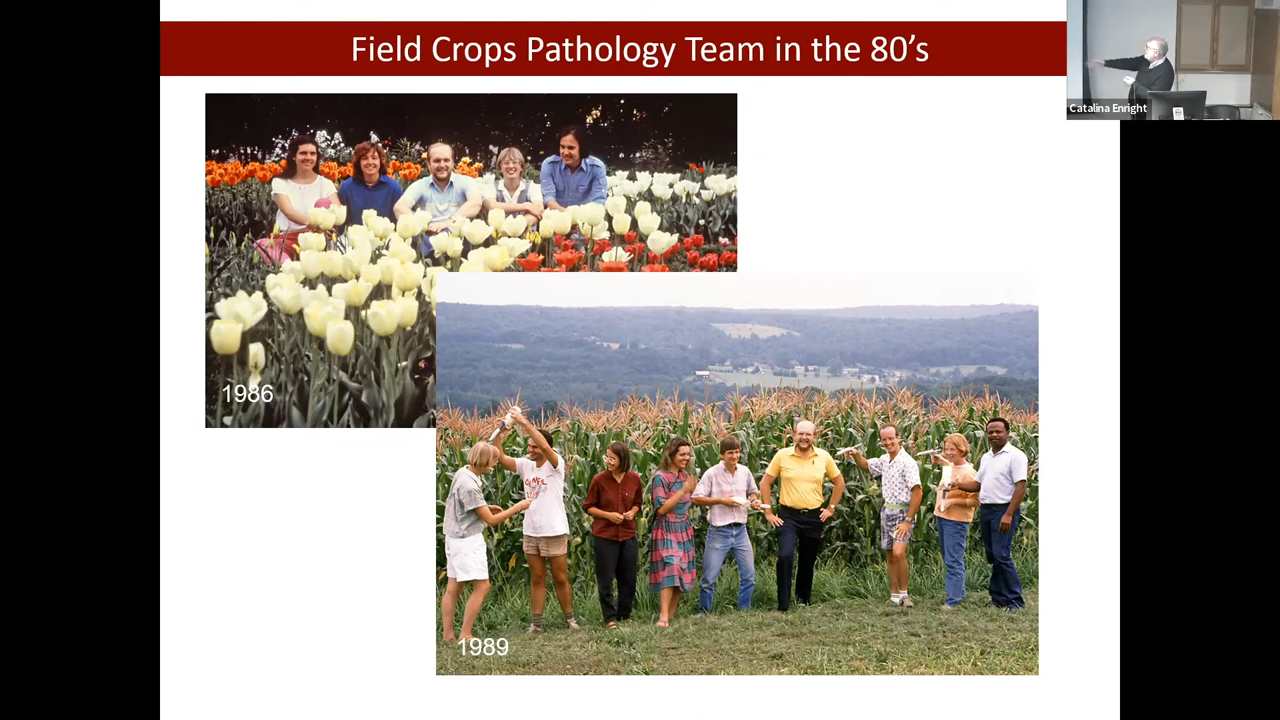 Field Crops Pathology Team in the 80’s
Catalina Enright
1986
1989